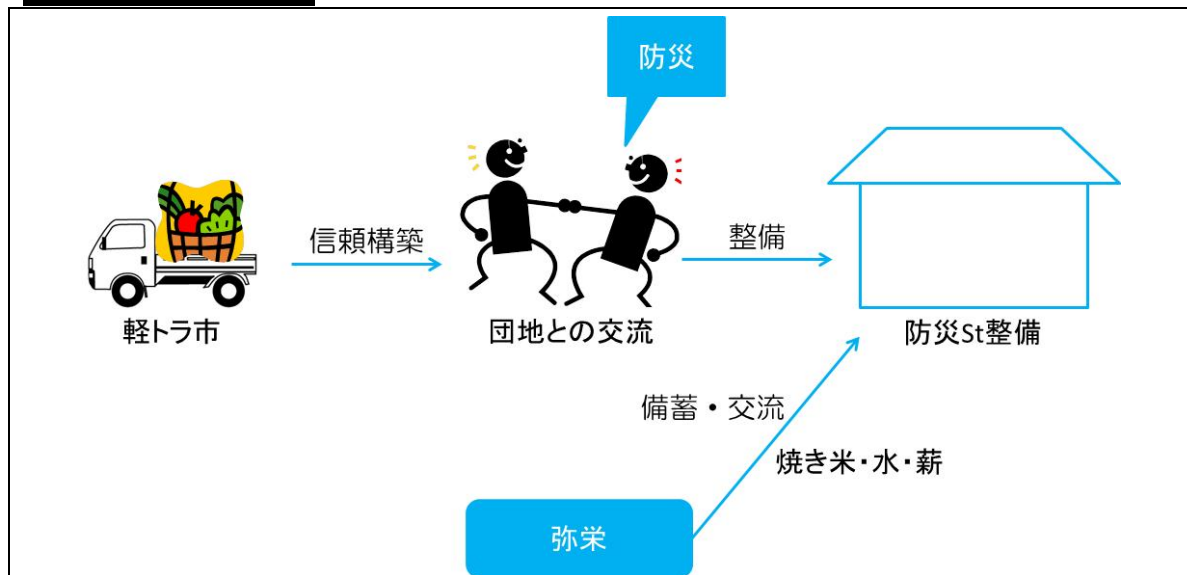 防災
信頼構築
整備
軽トラ市
団地との交流
防災St整備
備蓄・交流
焼き米・水・薪
弥栄